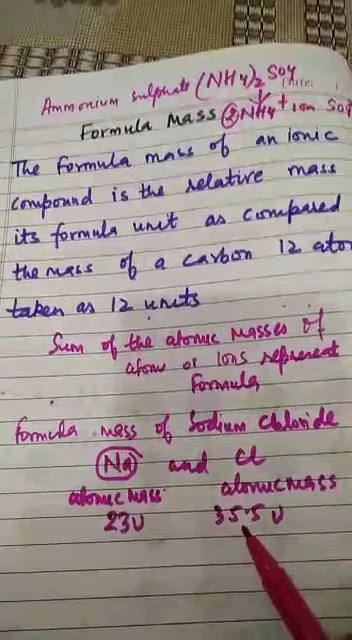 Ammonium sulphate (NH4)2 SO4
Formula Mass 2NH4+ ion SO4
The formula mass of an ionic
compound is the relative mass
its formula unit as compared
the mass of a carbon 12 atom
taken as 12 units
Sum of the atomic masses of
atoms or Ions represent
Formula
Formula mass of Sodium Chloride
Na and Cl
atomic mass atomic mass
23U 35.5U